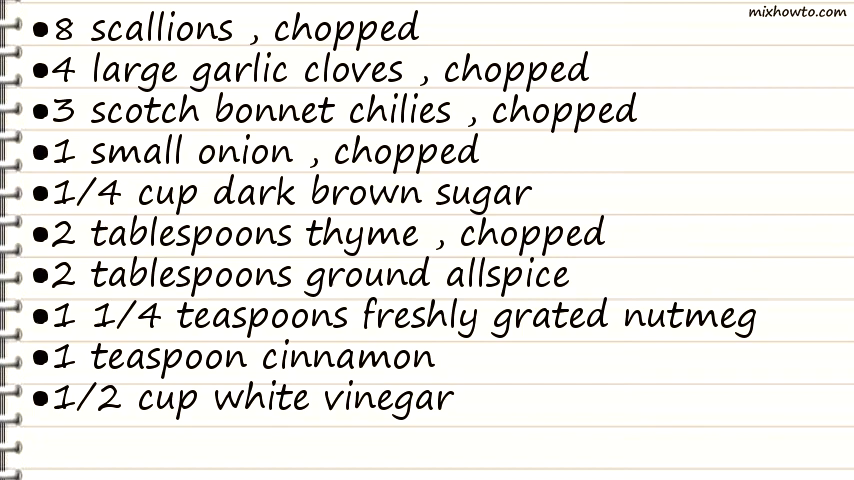 mixhowto.com
•8 scallions , chopped
•4 large garlic cloves , chopped
•3 scotch bonnet chilies , chopped
•1 small onion , chopped
•1/4 cup dark brown sugar
•2 tablespoons thyme , chopped
•2 tablespoons ground allspice
•1 1/4 teaspoons freshly grated nutmeg
•1 teaspoon cinnamon
•1/2 cup white vinegar